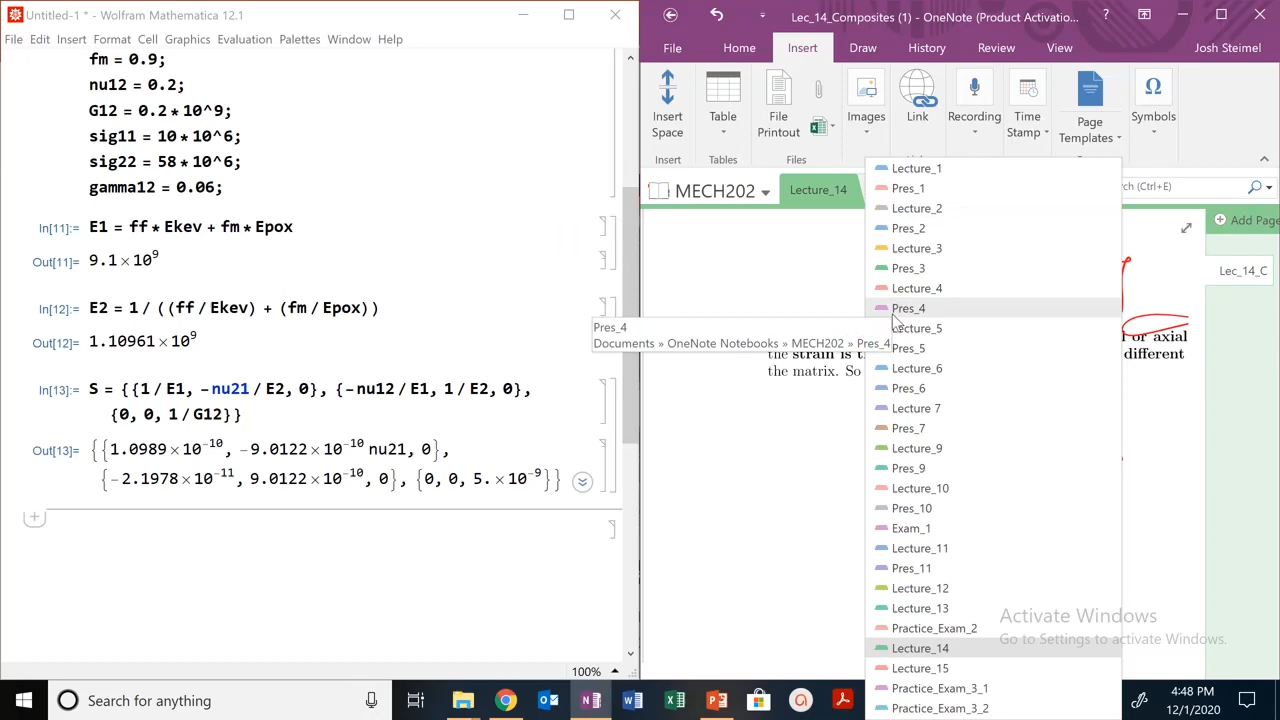 Untitled-1 * - Wolfram Mathematica 12.1
File Edit Insert Format Cell Graphics Evaluation Palettes Window Help
fm = 0.9;
nu12 = 0.2;
G12 = 0.2 * 10^9;
sig11 = 10 * 10^6;
sig22 = 58 * 10^6;
gamma12 = 0.06;
In[11]:= E1 = ff * Ekev + fm * Epox
Out[11]= 9.1×10^9
In[12]:= E2 = 1 / ((ff / Ekev) + (fm / Epox))
Out[12]= 1.10961×10^9
In[13]:= S = {{1 / E1, -nu21 / E2, 0}, {-nu12 / E1, 1 / E2, 0},
{0, 0, 1 / G12}}
Out[13]= {{1.0989×10^-10, -9.0122×10^-10 nu21, 0},
{-2.1978×10^-11, 9.0122×10^-10, 0}, {0, 0, 5.×10^-9}}
100%
Lec_14_Composites (1) - OneNote (Product Activatio...
File Home Insert Draw History Review View Josh Steimel
Insert Space
Table
File Printout
Images
Link
Recording
Time Stamp
Page Templates
Symbols
Insert Tables Files
MECH202 Lecture_14
rch (Ctrl+E)
Add Page
Lec_14_C
l or axial
the strain is t
different
the matrix. So
Lecture_1
Pres_1
Lecture_2
Pres_2
Lecture_3
Pres_3
Lecture_4
Pres_4
ecture_5
Pres_5
Lecture_6
Pres_6
Lecture 7
Pres_7
Lecture_9
Pres_9
Lecture_10
Pres_10
Exam_1
Lecture_11
Pres_11
Lecture_12
Lecture_13
Practice_Exam_2
Lecture_14
Lecture_15
Practice_Exam_3_1
Practice_Exam_3_2
Pres_4
Documents » OneNote Notebooks » MECH202 » Pres_4
Activate Windows
Go to Settings to activate Windows.
Search for anything
4:48 PM
12/1/2020